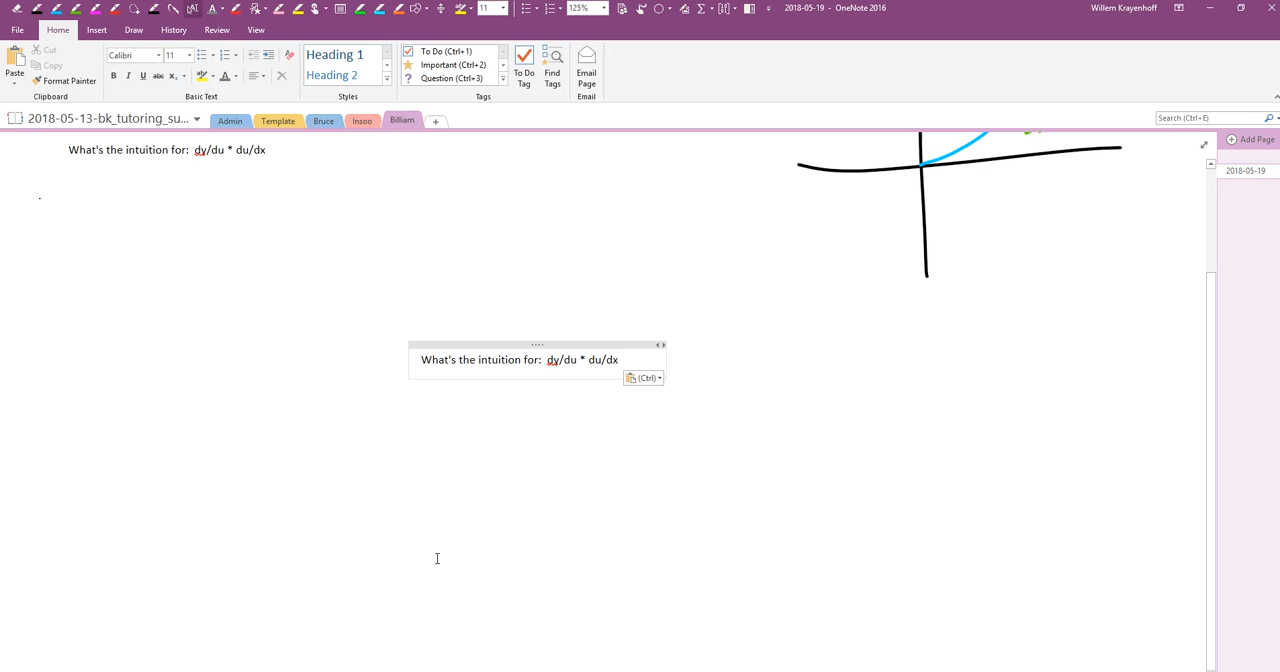 11
125%
2018-05-19 - OneNote 2016
Willem Krayenhoff
File
Home
Insert
Draw
History
Review
View
Paste
Cut
Copy
Format Painter
Clipboard
Calibri
11
B I U abc x₂
A
Basic Text
Heading 1
Heading 2
Styles
To Do (Ctrl+1)
Important (Ctrl+2)
? Question (Ctrl+3)
Tags
To Do
Tag
Find
Tags
Email
Page
Email
2018-05-13-bk_tutoring_su...
Admin
Template
Bruce
Insoo
Billiam
Search (Ctrl+E)
Add Page
2018-05-19
What's the intuition for: dy/du * du/dx
What's the intuition for: dy/du * du/dx
(Ctrl)